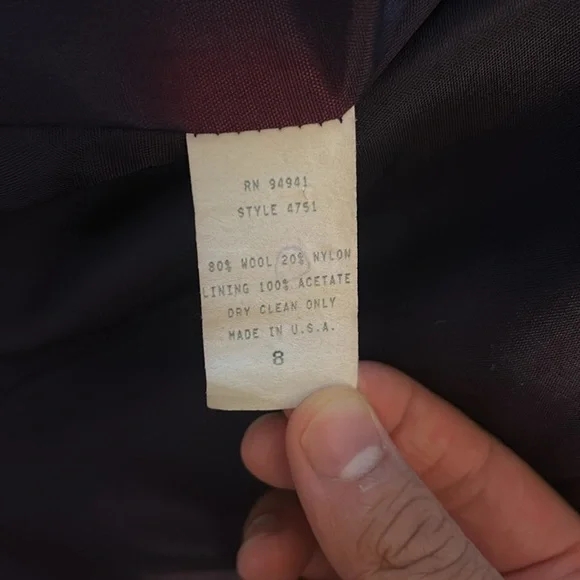 RN 94941
STYLE 4751
80% WOOL 20% NYLON
LINING 100% ACETATE
DRY CLEAN ONLY
MADE IN U.S.A.
8